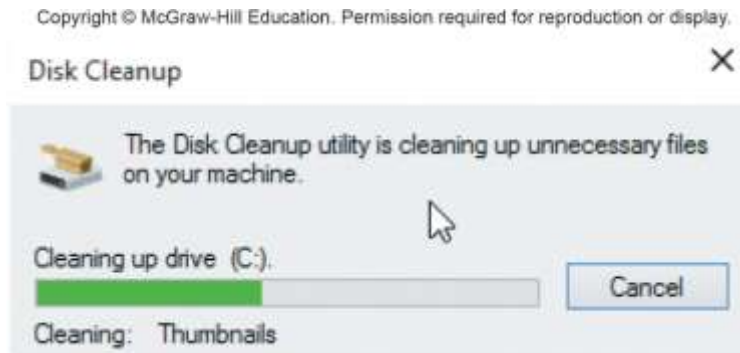 Copyright © McGraw-Hill Education. Permission required for reproduction or display.
Disk Cleanup
The Disk Cleanup utility is cleaning up unnecessary files
on your machine.
Cleaning up drive (C:).
Cancel
Cleaning: Thumbnails